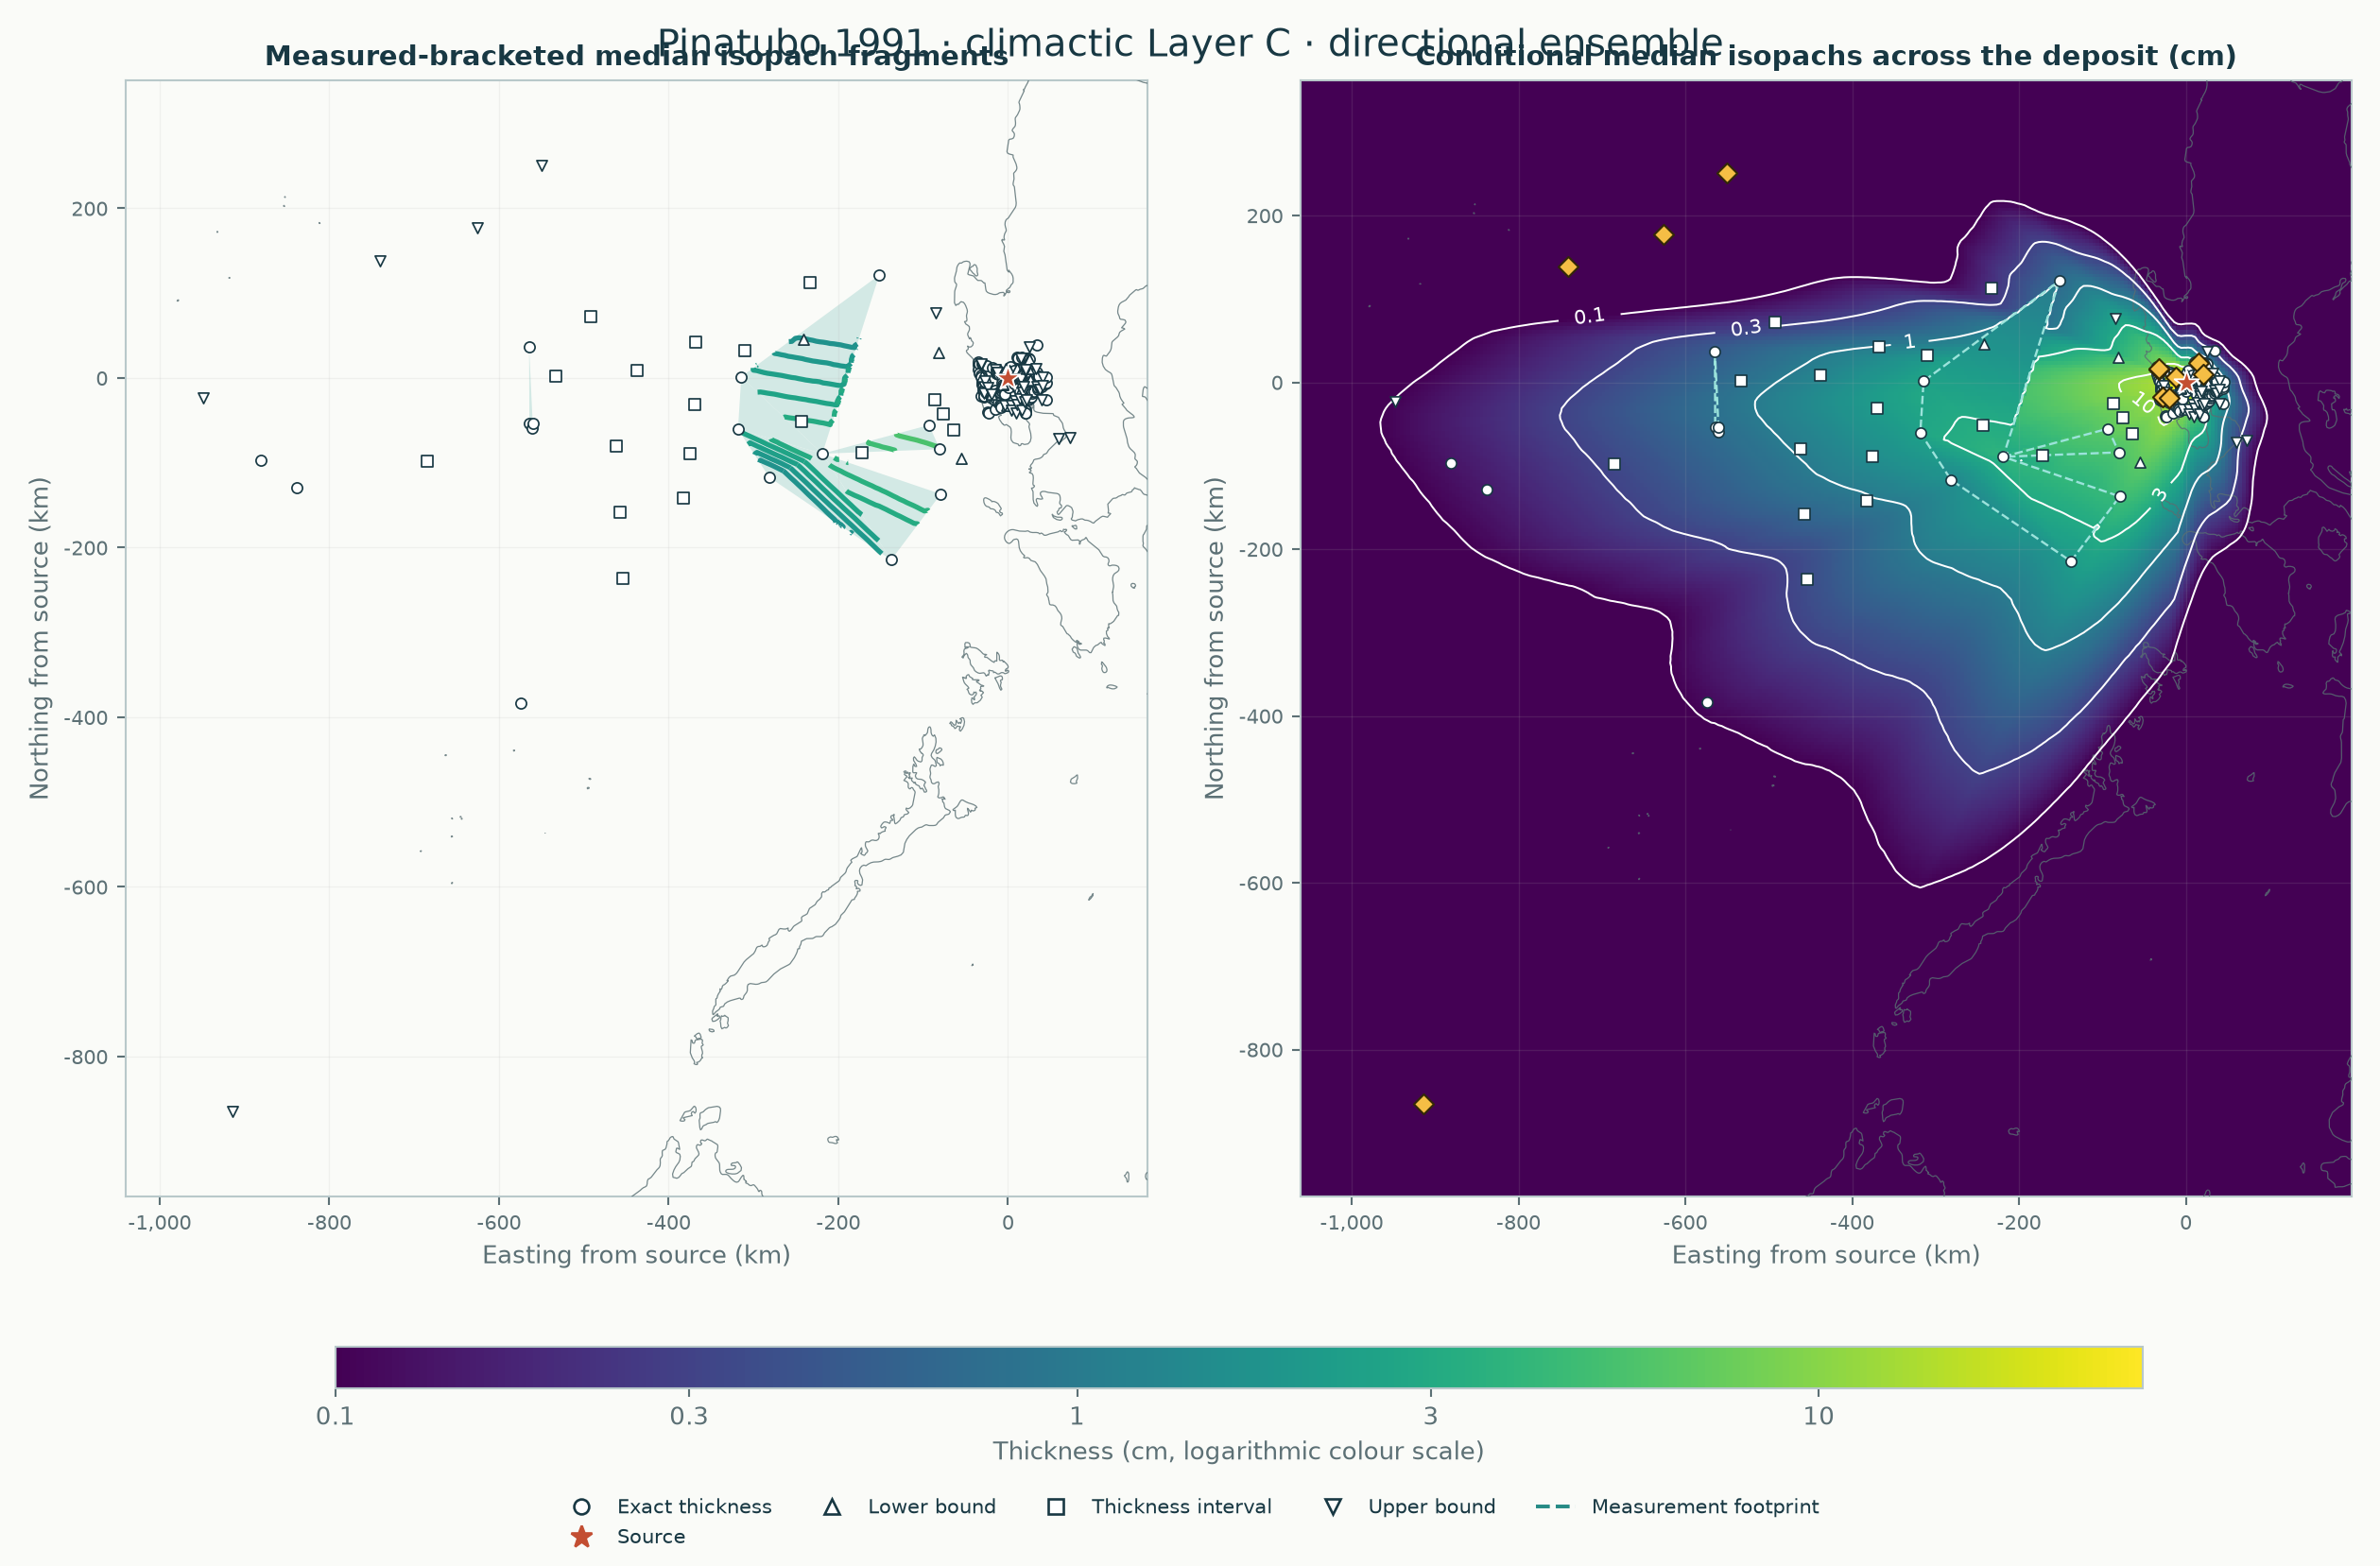 Pinatubo 1991 · climactic Layer C · directional ensemble
Measured-bracketed median isopach fragments
Conditional median isopachs across the deposit (cm)
Northing from source (km)
200
0
-200
-400
-600
-800
-1,000
-800
-600
-400
-200
0
Easting from source (km)
Northing from source (km)
200
0
-200
-400
-600
-800
0.1
0.3
1
10
3
-1,000
-800
-600
-400
-200
0
Easting from source (km)
0.1
0.3
1
3
10
Thickness (cm, logarithmic colour scale)
Exact thickness
Lower bound
Thickness interval
Upper bound
Measurement footprint
Source